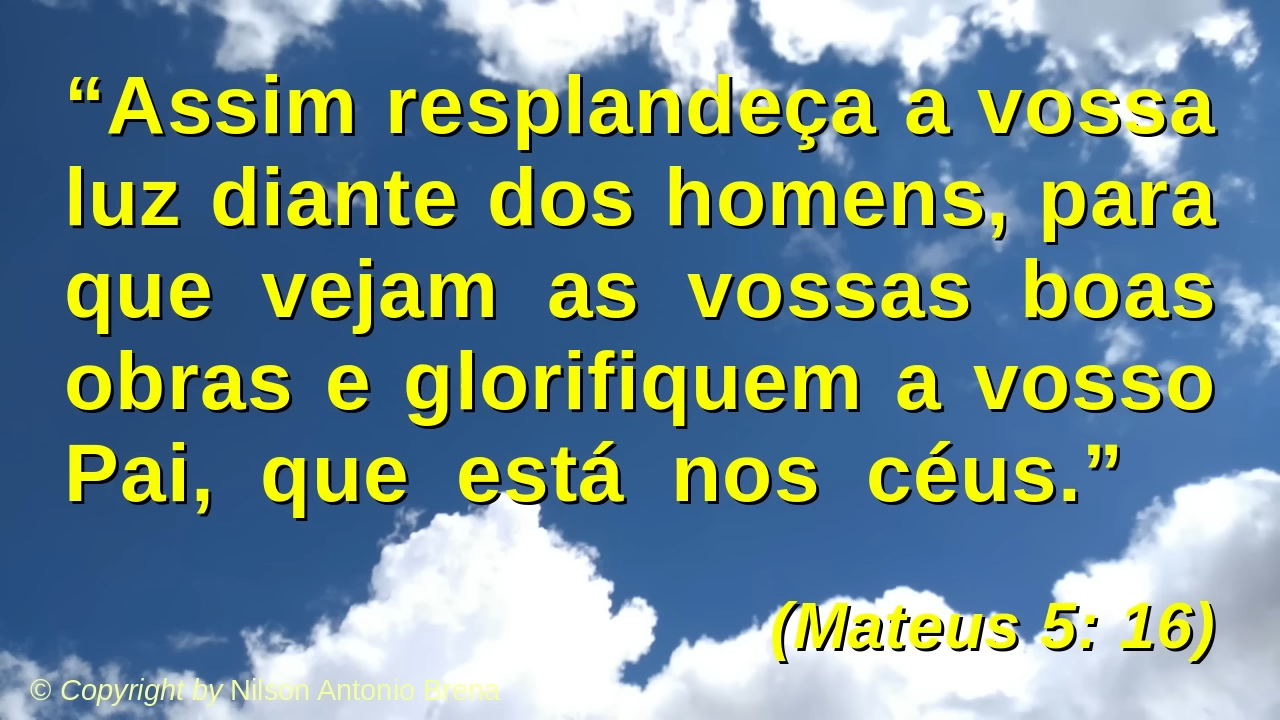 “Assim resplandeça a vossa
luz diante dos homens, para
que vejam as vossas boas
obras e glorifiquem a vosso
Pai, que está nos céus.”
(Mateus 5: 16)
© Copyright by Nilson Antonio Brena